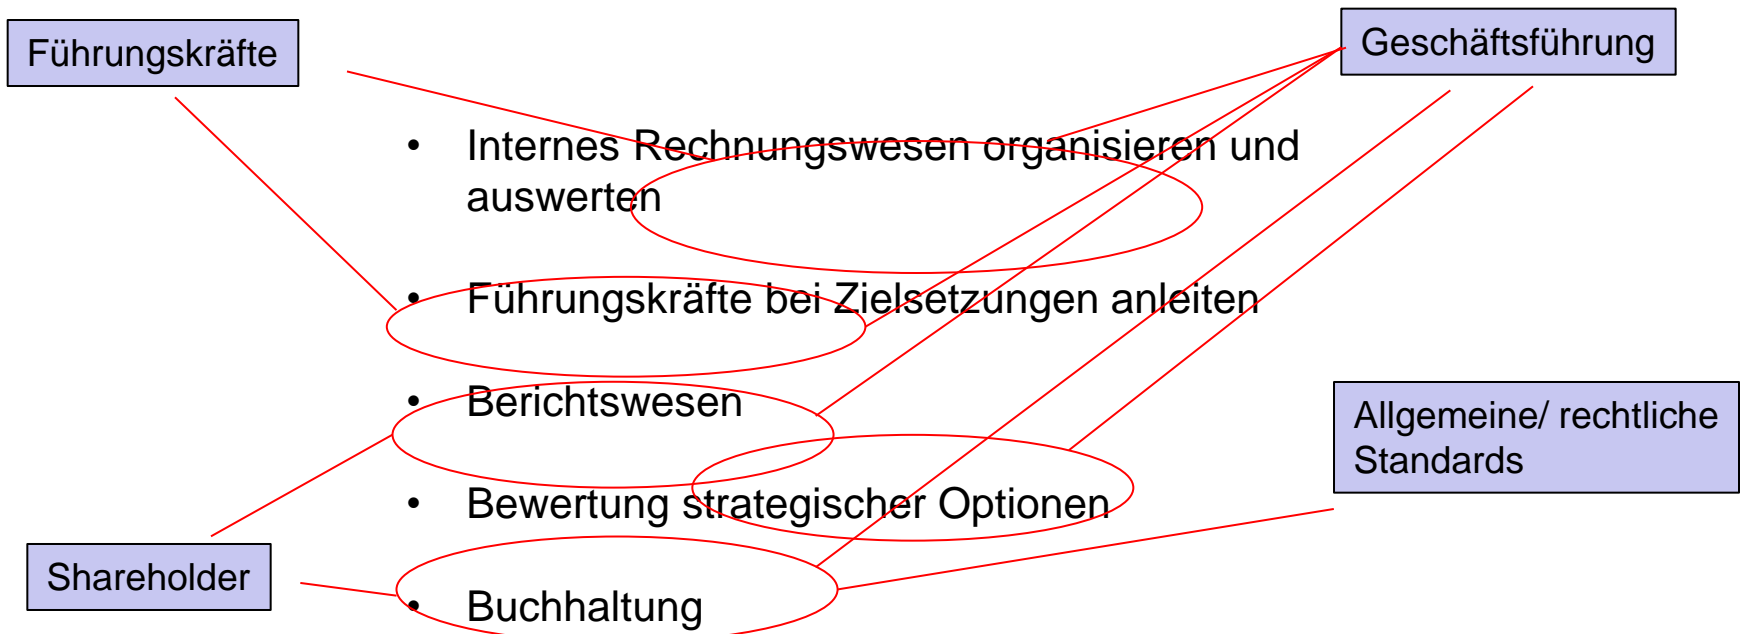 Führungskräfte
Geschäftsführung
• Internes Rechnungswesen organisieren und
auswerten
• Führungskräfte bei Zielsetzungen anleiten
• Berichtswesen
Allgemeine/ rechtliche
Standards
• Bewertung strategischer Optionen
Shareholder
• Buchhaltung